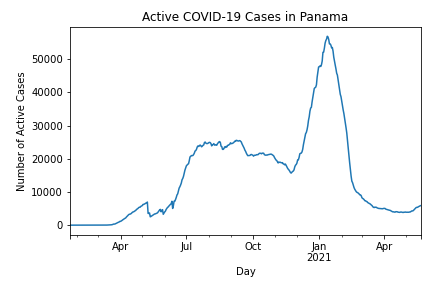 Active COVID-19 Cases in Panama
Number of Active Cases
50000
40000
30000
20000
10000
0
Apr
Jul
Oct
Jan
2021
Apr
Day